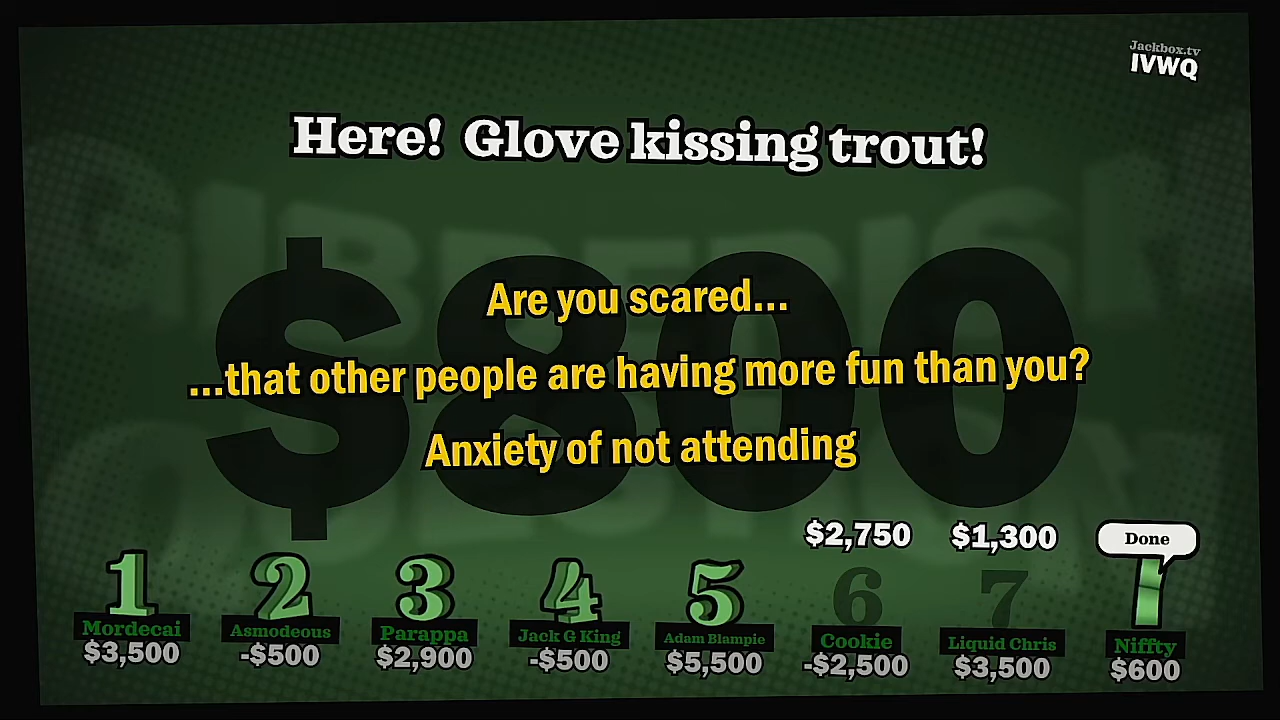 Jackbox.tv
IVWQ
Here! Glove kissing trout!
$800
Are you scared...
...that other people are having more fun than you?
Anxiety of not attending
$2,750 $1,300 Done
1 2 3 4 5 6 7 1
Mordecai Asmodeous Parappa Jack G King Adam Blampie Cookie Liquid Chris Niffty
$3,500 -$500 $2,900 -$500 $5,500 -$2,500 $3,500 $600